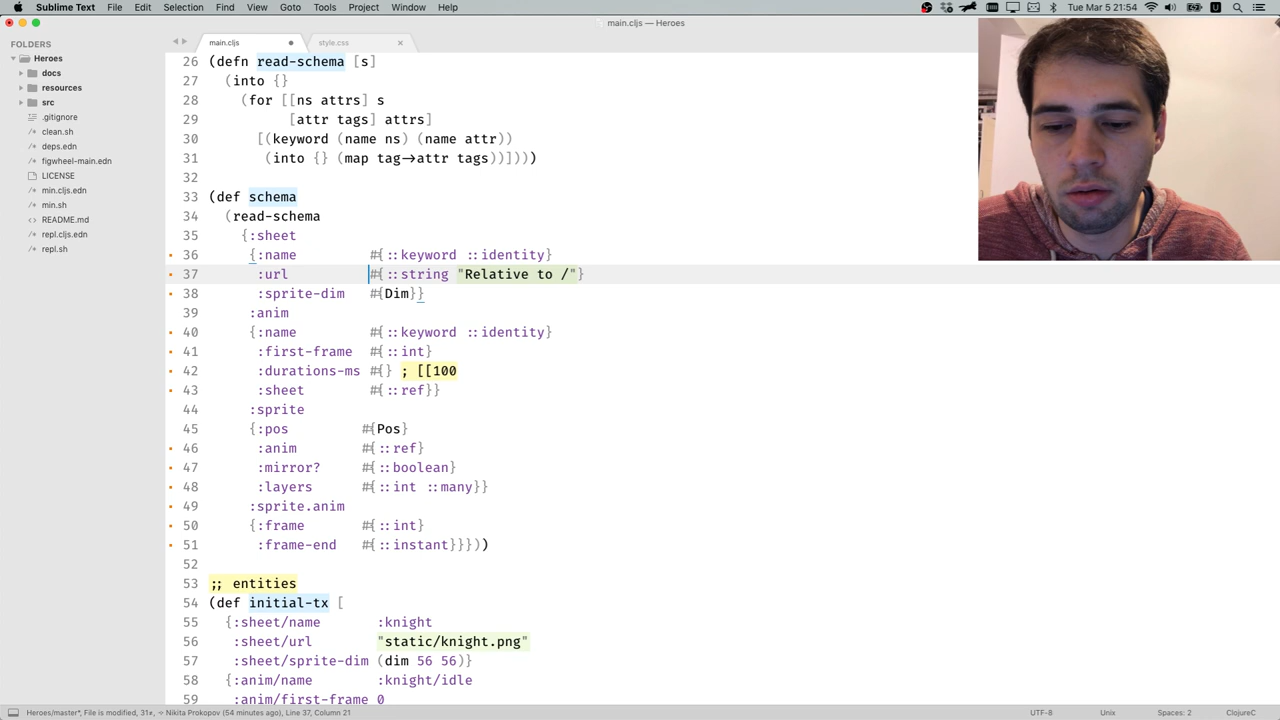 Sublime Text File Edit Selection Find View Goto Tools Project Window Help
Tue Mar 5 21:54
main.cljs — Heroes
FOLDERS
Heroes
docs
resources
src
.gitignore
clean.sh
deps.edn
figwheel-main.edn
LICENSE
min.cljs.edn
min.sh
README.md
repl.cljs.edn
repl.sh
main.cljs
style.css
26 (defn read-schema [s]
27 (into {}
28 (for [[ns attrs] s
29 [attr tags] attrs]
30 [(keyword (name ns) (name attr))
31 (into {} (map tag->attr tags))])))
32
33 (def schema
34 (read-schema
35 {:sheet
36 {:name #{::keyword ::identity}
37 :url #{::string "Relative to /"}
38 :sprite-dim #{Dim}}
39 :anim
40 {:name #{::keyword ::identity}
41 :first-frame #{::int}
42 :durations-ms #{} ; [[100
43 :sheet #{::ref}}
44 :sprite
45 {:pos #{Pos}
46 :anim #{::ref}
47 :mirror? #{::boolean}
48 :layers #{::int ::many}}
49 :sprite.anim
50 {:frame #{::int}
51 :frame-end #{::instant}}}))
52
53 ;; entities
54 (def initial-tx [
55 {:sheet/name :knight
56 :sheet/url "static/knight.png"
57 :sheet/sprite-dim (dim 56 56)}
58 {:anim/name :knight/idle
59 :anim/first-frame 0
Heroes/master*, File is modified, 31≠, ⊸ Nikita Prokopov (54 minutes ago), Line 37, Column 21
UTF-8
Unix
Spaces: 2
ClojureC